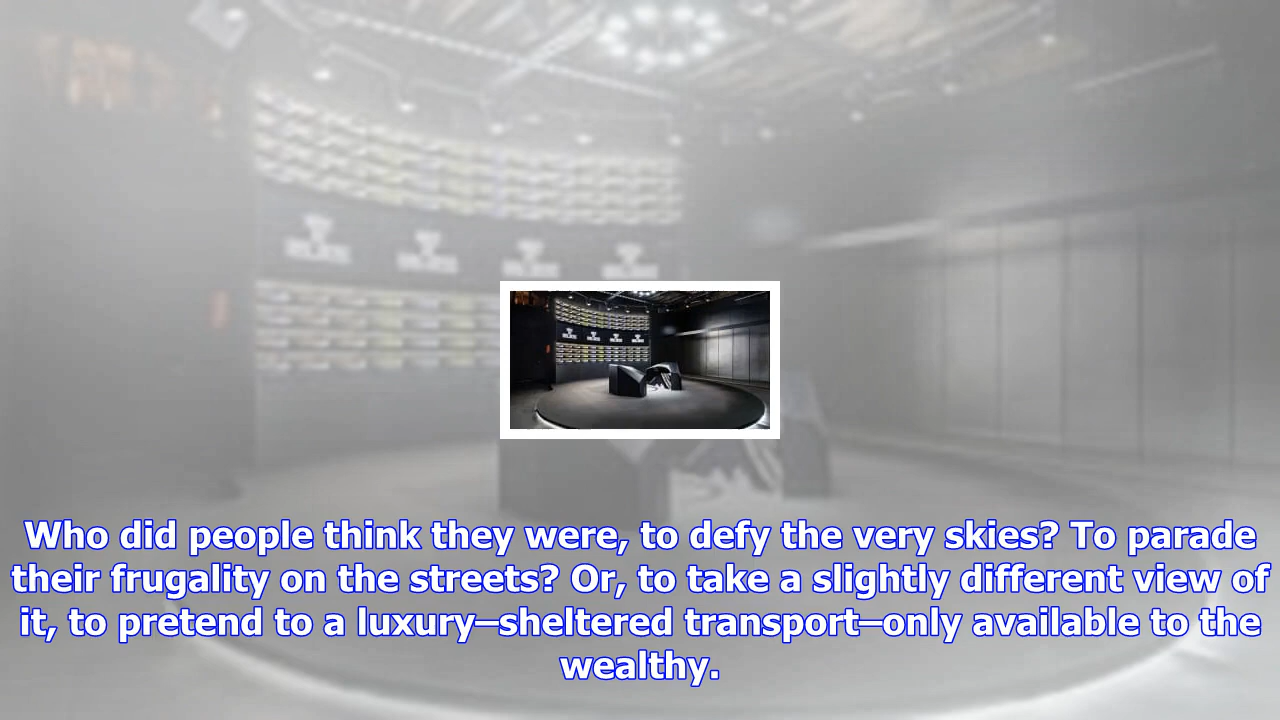 Who did people think they were, to defy the very skies? To parade
their frugality on the streets? Or, to take a slightly different view of
it, to pretend to a luxury—sheltered transport—only available to the
wealthy.